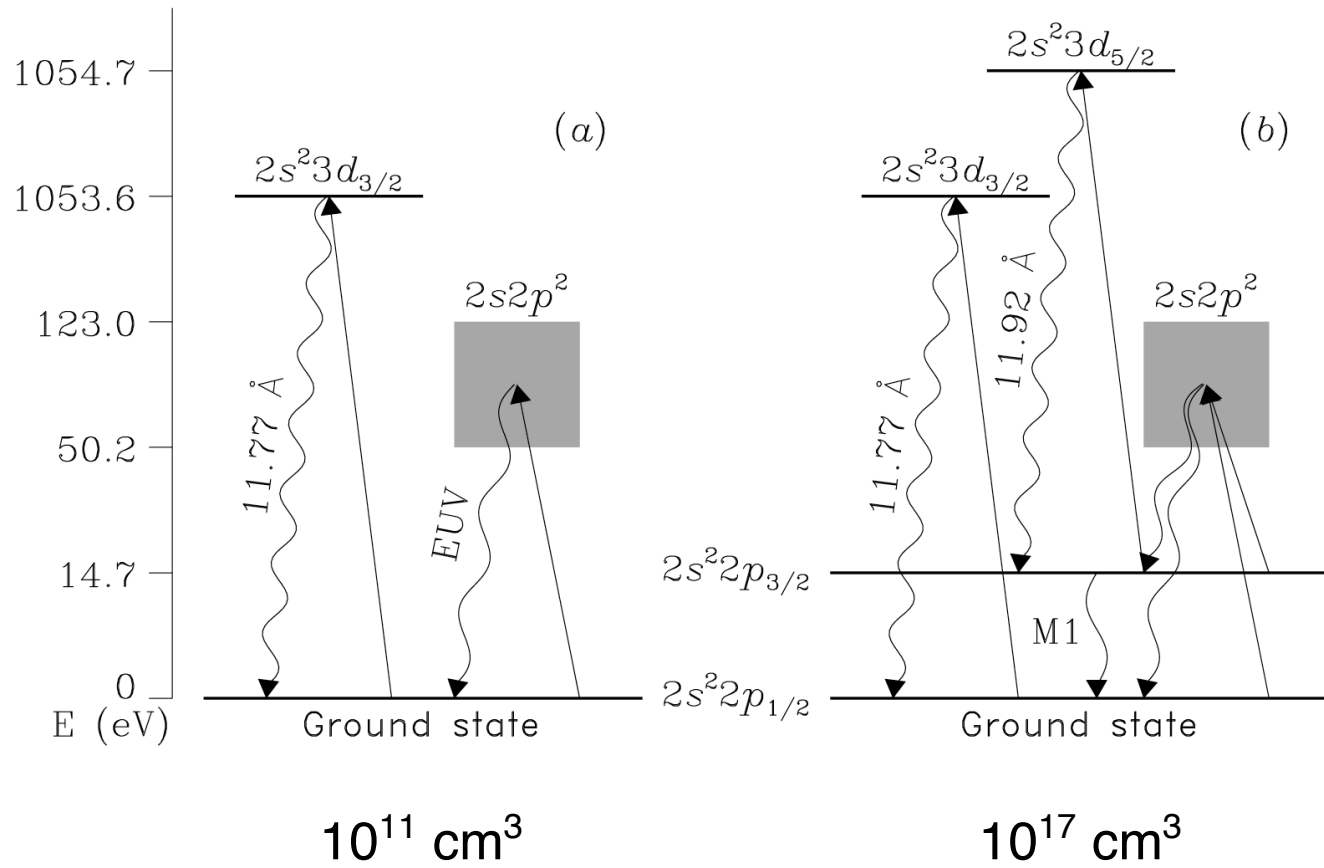 2s²3d₅/₂
1054.7
(a)
(b)
2s²3d₃/₂
2s²3d₃/₂
1053.6
11.92 Å
2s2p²
2s2p²
123.0
11.77 Å
11.77 Å
50.2
EUV
14.7
2s²2p₃/₂
M1
0
2s²2p₁/₂
E (eV)
Ground state
Ground state
10¹¹ cm³
10¹⁷ cm³